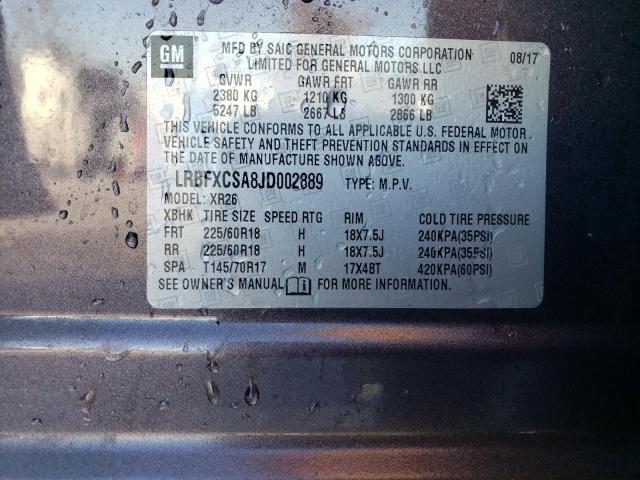 GM
MFD BY SAIC GENERAL MOTORS CORPORATION 08/17
LIMITED FOR GENERAL MOTORS LLC
GVWR GAWR FRT GAWR RR
2380 KG 1210 KG 1300 KG
5247 LB 2667 LB 2866 LB
THIS VEHICLE CONFORMS TO ALL APPLICABLE U.S. FEDERAL MOTOR
VEHICLE SAFETY AND THEFT PREVENTION STANDARDS IN EFFECT ON
THE DATE OF MANUFACTURE SHOWN ABOVE.
LRBFXCSA8JD002889 TYPE: M.P.V.
MODEL: XR26
XBHK TIRE SIZE SPEED RTG RIM COLD TIRE PRESSURE
FRT 225/60R18 H 18X7.5J 240KPA(35PSI)
RR 225/60R18 H 18X7.5J 240KPA(35PSI)
SPA T145/70R17 M 17X4BT 420KPA(60PSI)
SEE OWNER'S MANUAL FOR MORE INFORMATION.